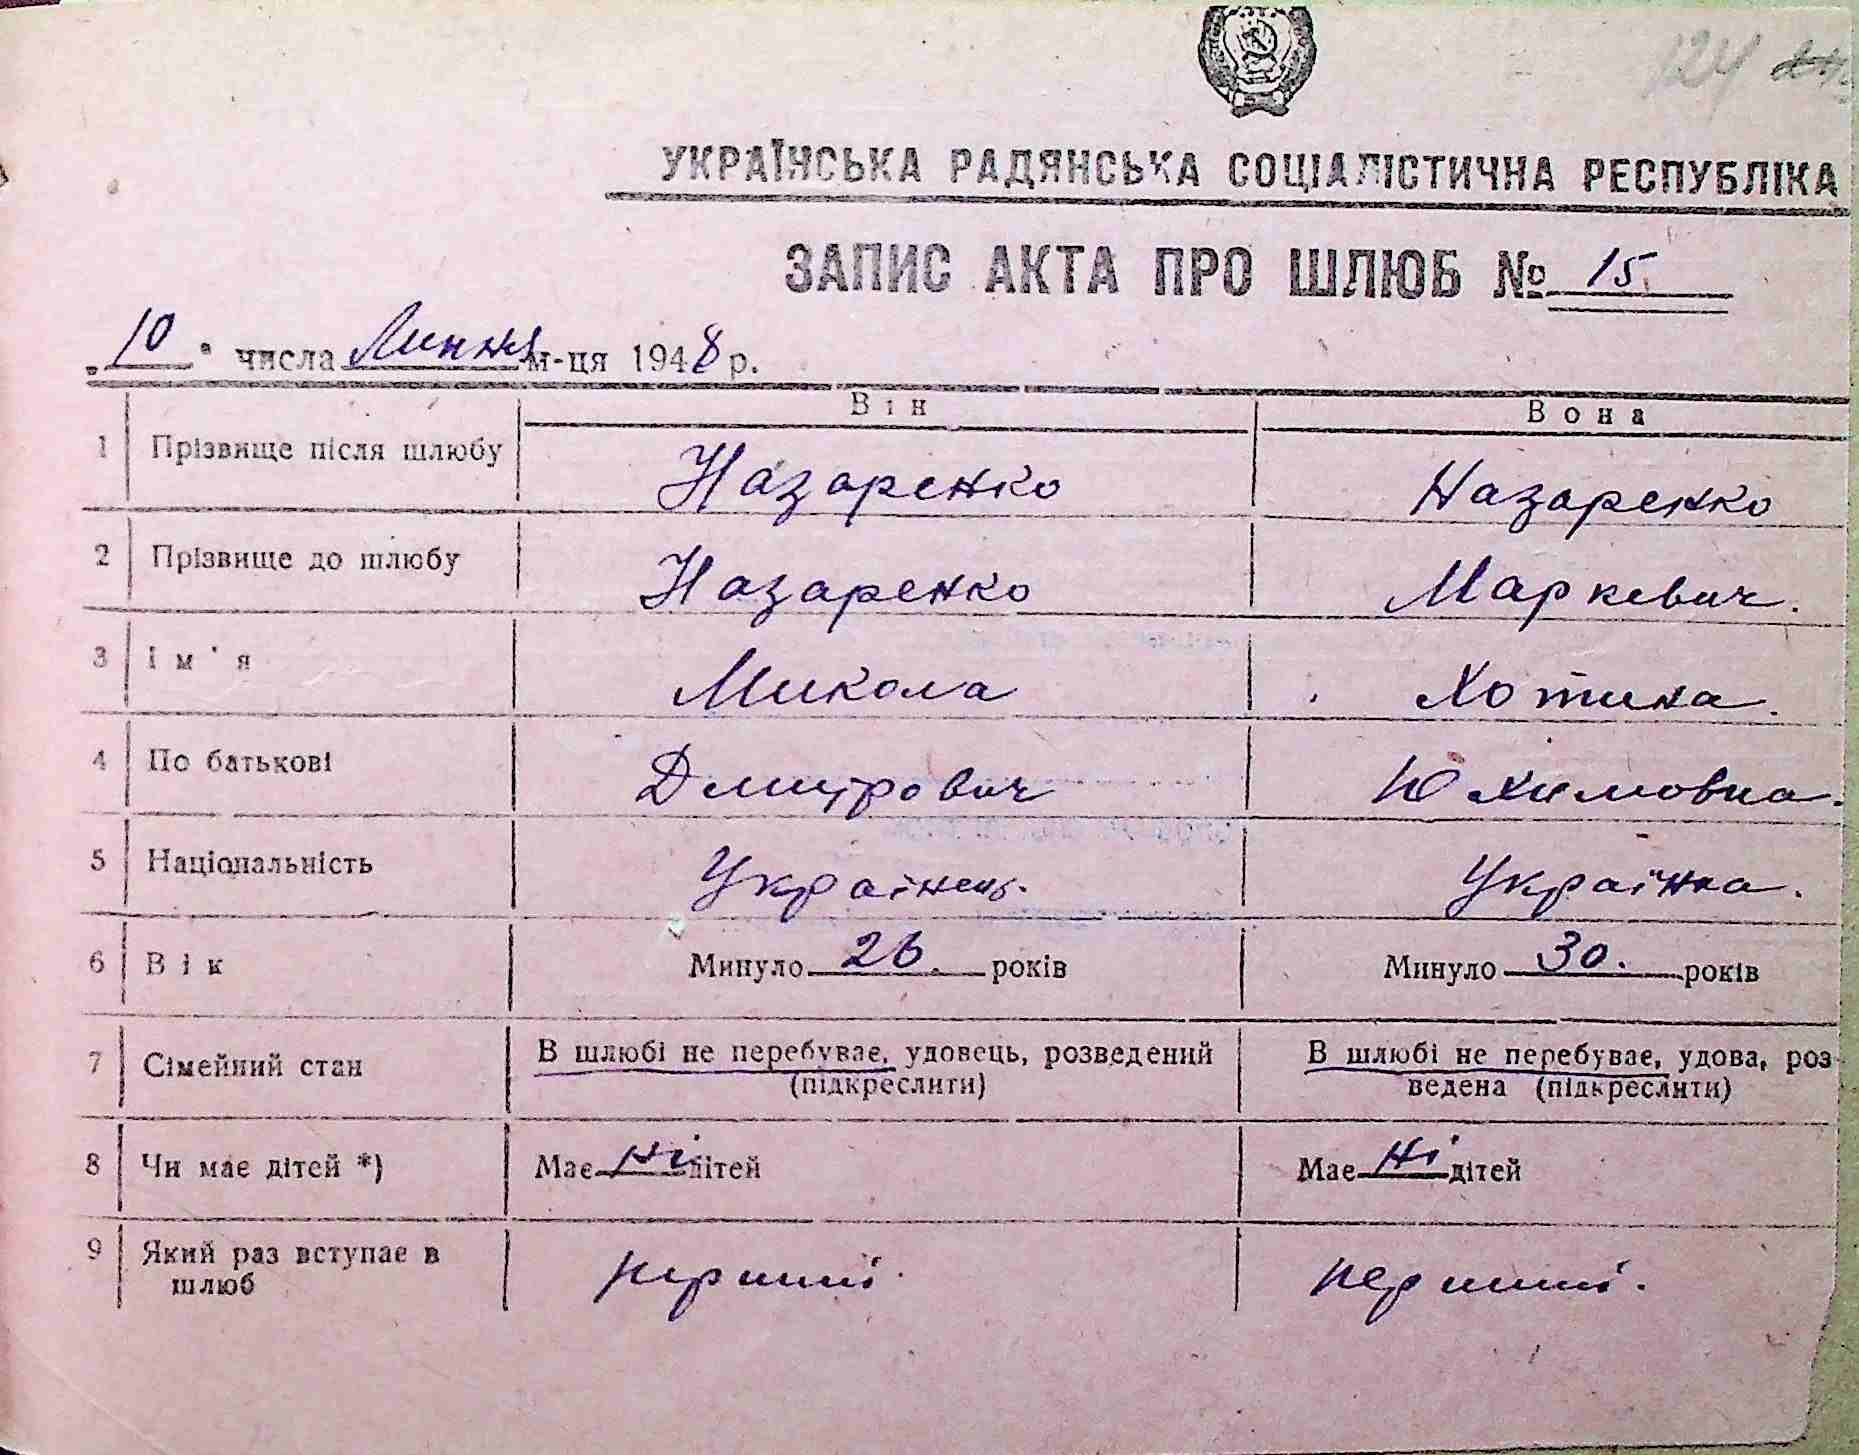 124
УКРАЇНСЬКА РАДЯНСЬКА СОЦІАЛІСТИЧНА РЕСПУБЛІКА
ЗАПИС АКТА ПРО ШЛЮБ № 15
"10" числа Липня м-ця 1948 р.
Він Вона
1 Прізвище після шлюбу Назаренко Назаренко
2 Прізвище до шлюбу Назаренко Маркевич.
3 Ім'я Микола Хотина.
4 По батькові Дмитрович Юхимовна.
5 Національність Українець. Українка.
6 Вік Минуло 26. років Минуло 30. років
7 Сімейний стан В шлюбі не перебуває, удовець, розведений В шлюбі не перебуває, удова, роз
(підкреслити) ведена (підкреслити)
8 Чи має дітей *) Має ні дітей Має ні дітей
9 Який раз вступає в перший. перший.
шлюб